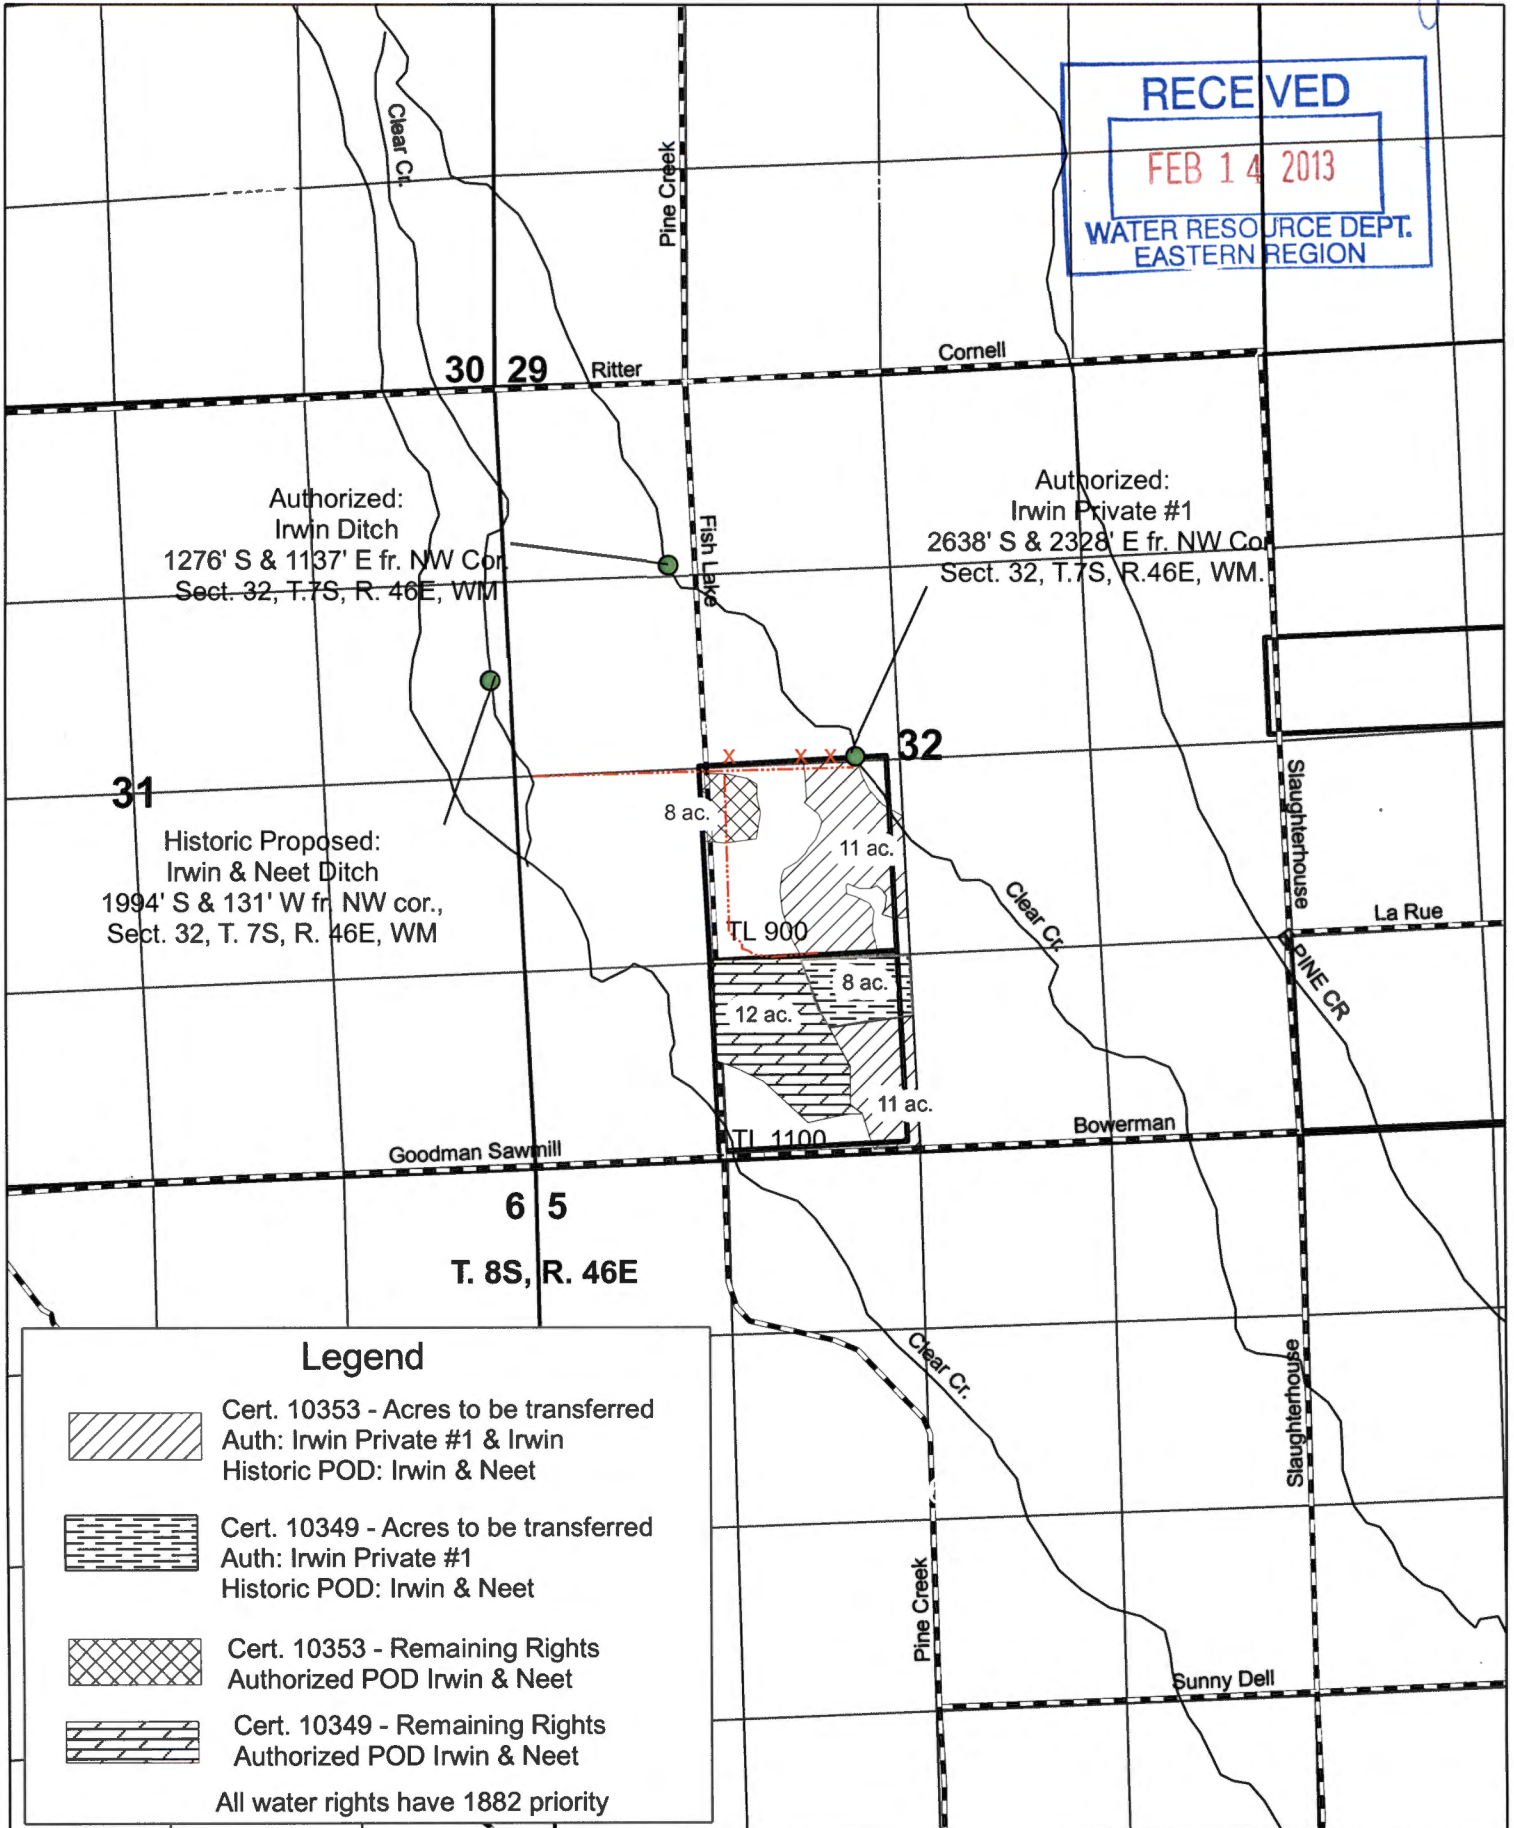 RECEIVED
FEB 14 2013
WATER RESOURCE DEPT.
EASTERN REGION
Clear Cr.
Pine Creek
30 29
Ritter
Cornell
Authorized:
Irwin Ditch
1276' S & 1137' E fr. NW Cor.
Sect. 32, T.7S, R. 46E, WM
Fish Lake
Authorized:
Irwin Private #1
2638' S & 2328' E fr. NW Cor
Sect. 32, T.7S, R.46E, WM.
X X X
32
31
8 ac.
11 ac.
Historic Proposed:
Irwin & Neet Ditch
1994' S & 131' W fr. NW cor.,
Sect. 32, T. 7S, R. 46E, WM
TL 900
Clear Cr.
Slaughterhouse
La Rue
PINE CR
8 ac.
12 ac.
11 ac.
TL 1100
Bowerman
Goodman Sawmill
6 5
T. 8S, R. 46E
Clear Cr.
Slaughterhouse
Pine Creek
Sunny Dell
Legend
Cert. 10353 - Acres to be transferred
Auth: Irwin Private #1 & Irwin
Historic POD: Irwin & Neet
Cert. 10349 - Acres to be transferred
Auth: Irwin Private #1
Historic POD: Irwin & Neet
Cert. 10353 - Remaining Rights
Authorized POD Irwin & Neet
Cert. 10349 - Remaining Rights
Authorized POD Irwin & Neet
All water rights have 1882 priority